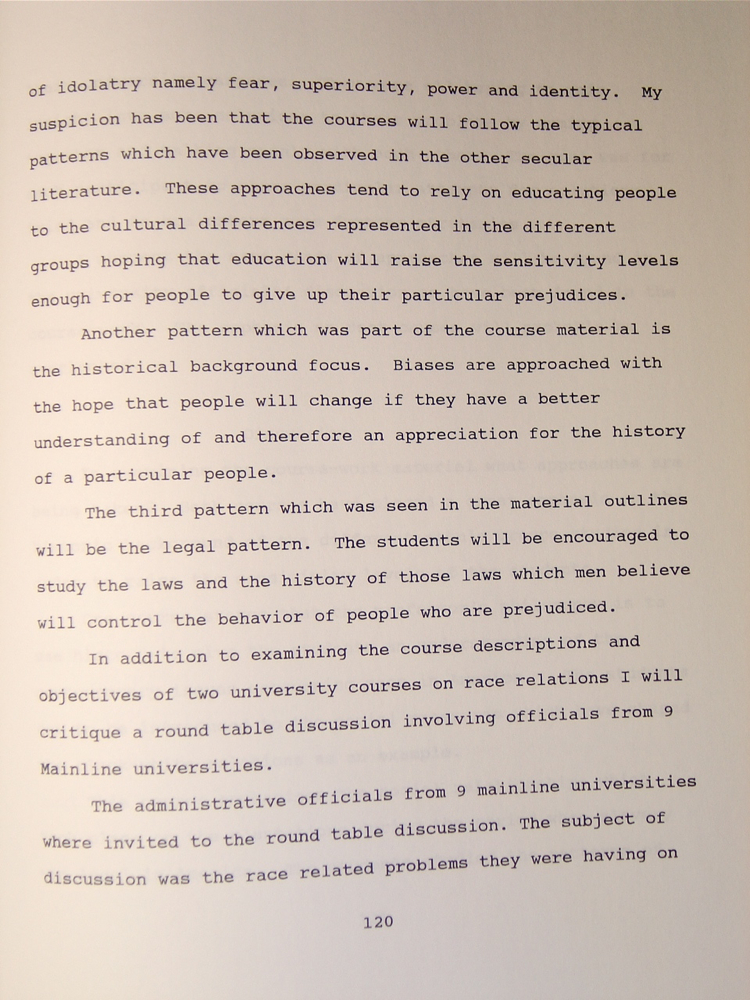 of idolatry namely fear, superiority, power and identity.  My
suspicion has been that the courses will follow the typical
patterns which have been observed in the other secular
literature.  These approaches tend to rely on educating people
to the cultural differences represented in the different
groups hoping that education will raise the sensitivity levels
enough for people to give up their particular prejudices.
Another pattern which was part of the course material is
the historical background focus.  Biases are approached with
the hope that people will change if they have a better
understanding of and therefore an appreciation for the history
of a particular people.
The third pattern which was seen in the material outlines
will be the legal pattern.  The students will be encouraged to
study the laws and the history of those laws which men believe
will control the behavior of people who are prejudiced.
In addition to examining the course descriptions and
objectives of two university courses on race relations I will
critique a round table discussion involving officials from 9
Mainline universities.
The administrative officials from 9 mainline universities
where invited to the round table discussion. The subject of
discussion was the race related problems they were having on
120